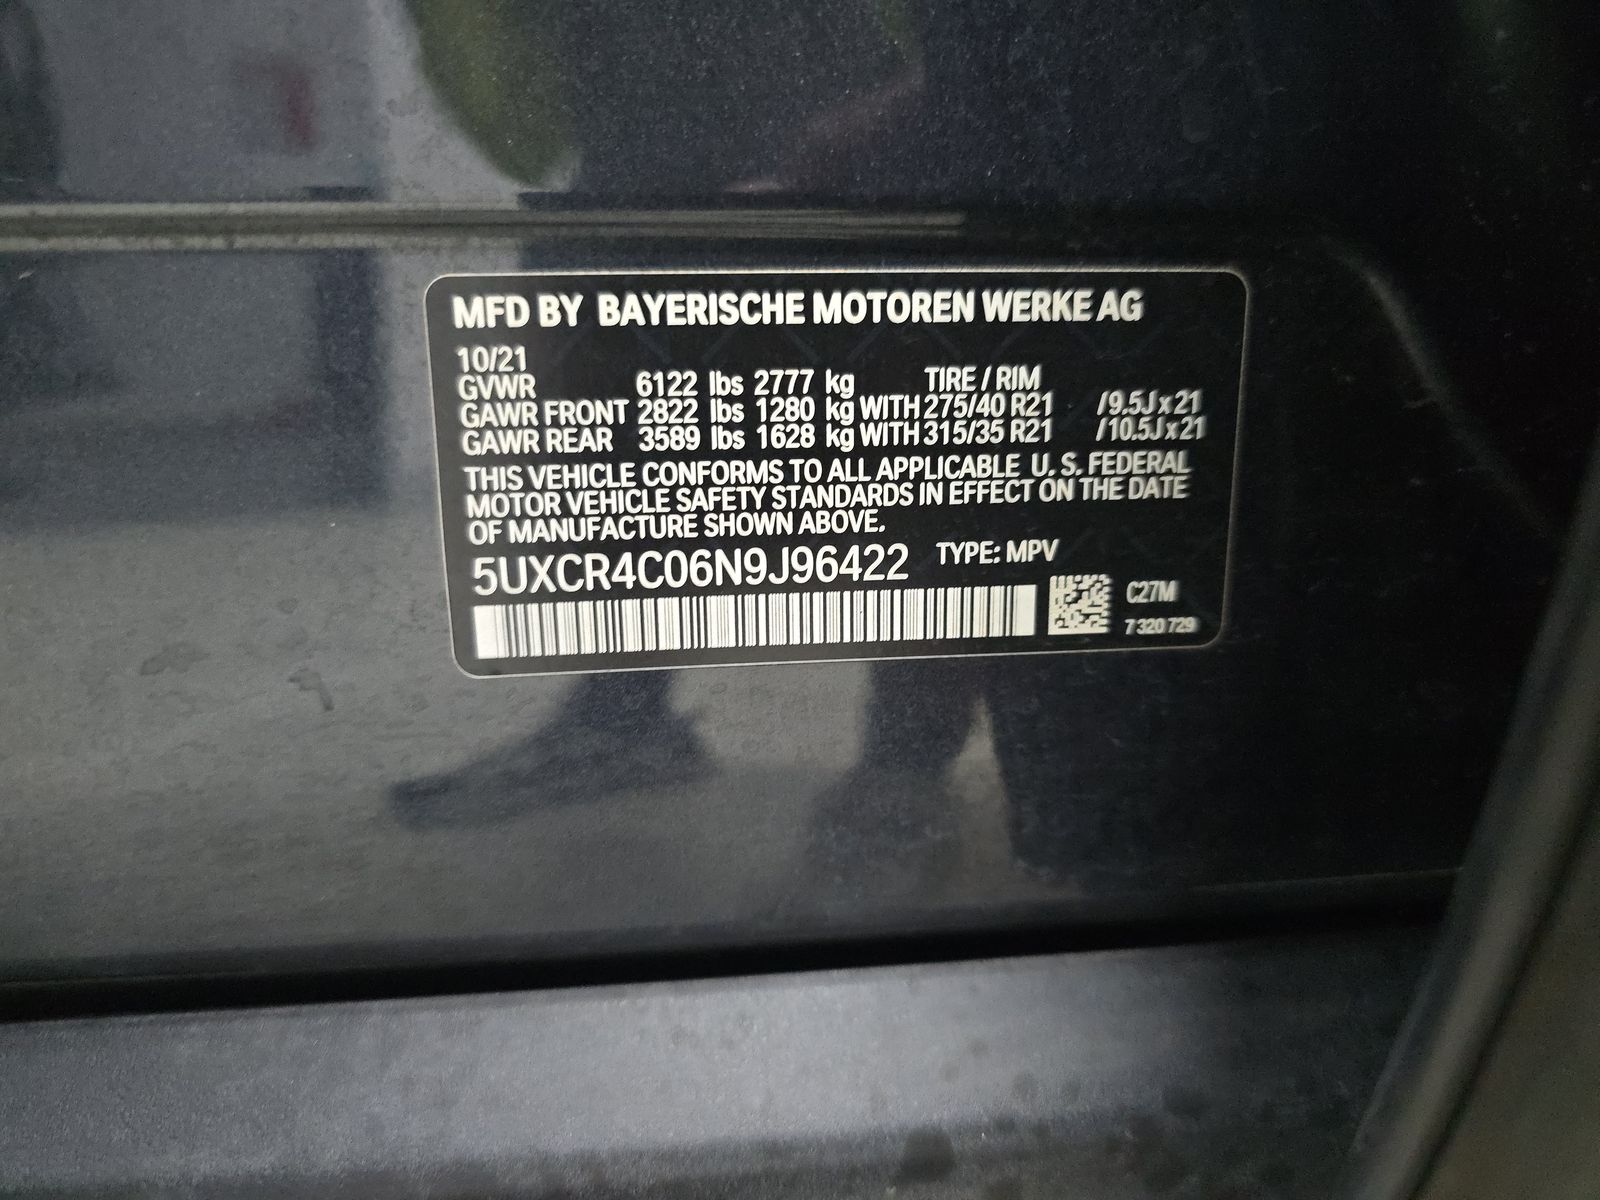 MFD BY BAYERISCHE MOTOREN WERKE AG
10/21
GVWR 6122 lbs 2777 kg TIRE / RIM
GAWR FRONT 2822 lbs 1280 kg WITH 275/40 R21 /9.5J x 21
GAWR REAR 3589 lbs 1628 kg WITH 315/35 R21 /10.5J x 21
THIS VEHICLE CONFORMS TO ALL APPLICABLE U. S. FEDERAL
MOTOR VEHICLE SAFETY STANDARDS IN EFFECT ON THE DATE
OF MANUFACTURE SHOWN ABOVE.
5UXCR4C06N9J96422 TYPE: MPV
C27M
7 320 729